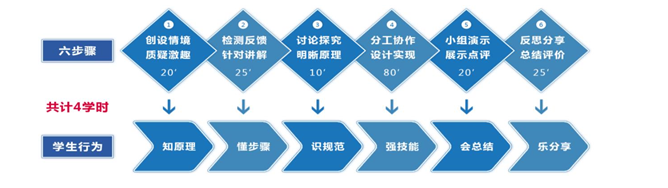 六步骤
1
创设情境
质疑激趣
20'
2
检测反馈
针对讲解
25'
3
讨论探究
明晰原理
10'
4
分工协作
设计实现
80'
5
小组演示
展示点评
20'
6
反思分享
总结评价
25'
共计4学时
学生行为
知原理
懂步骤
识规范
强技能
会总结
乐分享